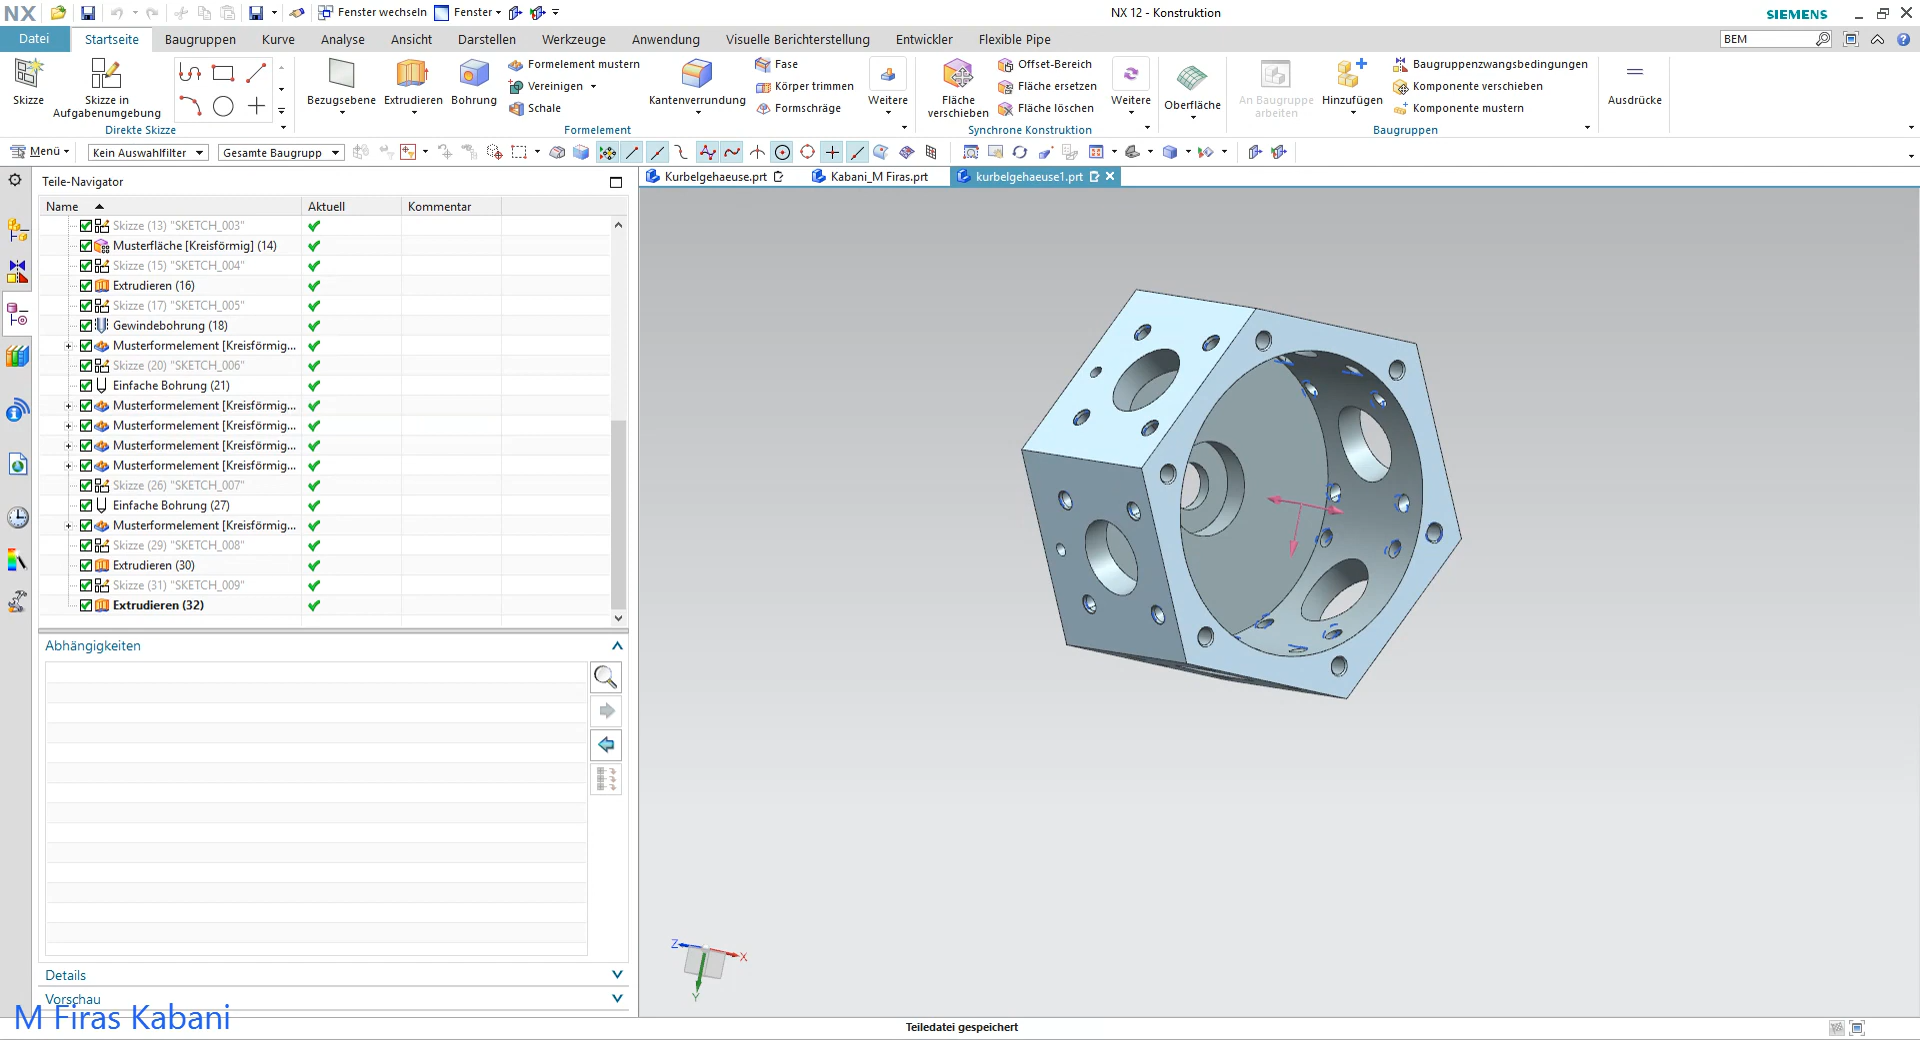 NX
Fenster wechseln
Fenster
NX 12 - Konstruktion
SIEMENS
Datei
Startseite
Baugruppen
Kurve
Analyse
Ansicht
Darstellen
Werkzeuge
Anwendung
Visuelle Berichterstellung
Entwickler
Flexible Pipe
BEM
Skizze
Skizze in
Aufgabenumgebung
Direkte Skizze
Bezugsebene
Extrudieren
Bohrung
Formelement mustern
Vereinigen
Schale
Kantenverrundung
Fase
Körper trimmen
Formschräge
Weitere
Formelement
Fläche
verschieben
Offset-Bereich
Fläche ersetzen
Fläche löschen
Weitere
Synchrone Konstruktion
Oberfläche
An Baugruppe
arbeiten
Hinzufügen
Baugruppenzwangsbedingungen
Komponente verschieben
Komponente mustern
Baugruppen
Ausdrücke
Menü
Kein Auswahlfilter
Gesamte Baugrupp
Teile-Navigator
Kurbelgehaeuse.prt
Kabani_M Firas.prt
kurbelgehaeuse1.prt
Name
Aktuell
Kommentar
Skizze (13) "SKETCH_003"
Musterfläche [Kreisförmig] (14)
Skizze (15) "SKETCH_004"
Extrudieren (16)
Skizze (17) "SKETCH_005"
Gewindebohrung (18)
Musterformelement [Kreisförmig...
Skizze (20) "SKETCH_006"
Einfache Bohrung (21)
Musterformelement [Kreisförmig...
Musterformelement [Kreisförmig...
Musterformelement [Kreisförmig...
Musterformelement [Kreisförmig...
Skizze (26) "SKETCH_007"
Einfache Bohrung (27)
Musterformelement [Kreisförmig...
Skizze (29) "SKETCH_008"
Extrudieren (30)
Skizze (31) "SKETCH_009"
Extrudieren (32)
Abhängigkeiten
Z
X
Y
Details
Vorschau
M Firas Kabani
Teiledatei gespeichert